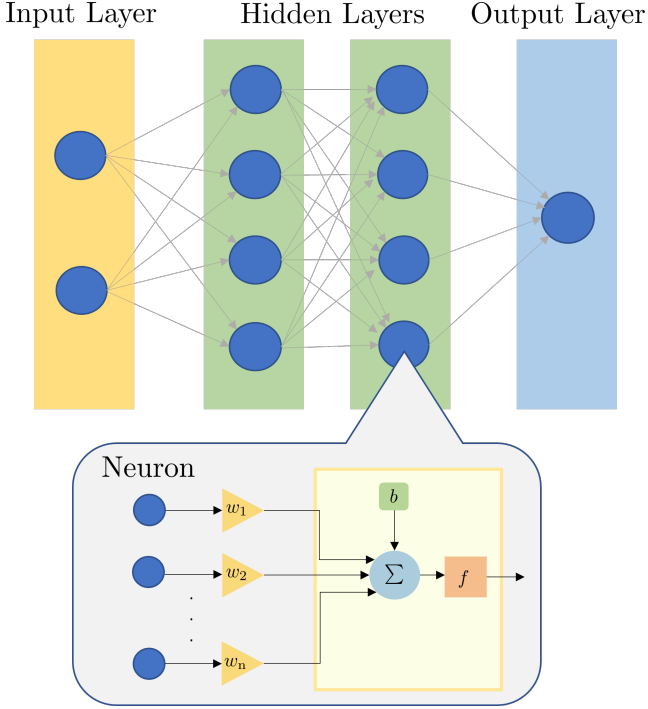 Input Layer
Hidden Layers
Output Layer
Neuron
b
w₁
w₂
Σ
f
.
.
.
wₙ